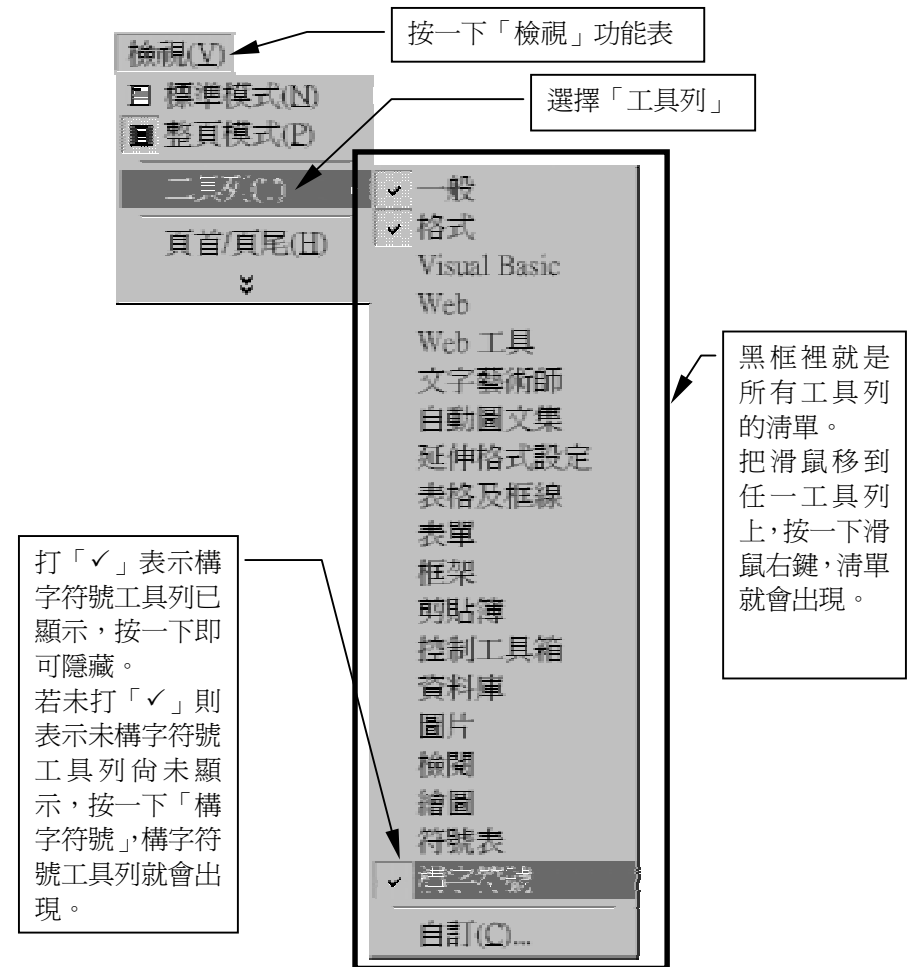 按一下「檢視」功能表
檢視(V)
選擇「工具列」
標準模式(N)
整頁模式(P)
工具列(T)
頁首/頁尾(H)
一般
格式
Visual Basic
Web
Web 工具
文字藝術師
自動圖文集
延伸格式設定
表格及框線
表單
框架
剪貼簿
控制工具箱
資料庫
圖片
檢閱
繪圖
符號表
構字符號
自訂(C)...
黑框裡就是
所有工具列
的清單。
把滑鼠移到
任一工具列
上，按一下滑
鼠右鍵，清單
就會出現。
打「✓」表示構
字符號工具列已
顯示，按一下即
可隱藏。
若未打「✓」則
表示未構字符號
工具列尚未顯
示，按一下「構
字符號」，構字符
號工具列就會出
現。